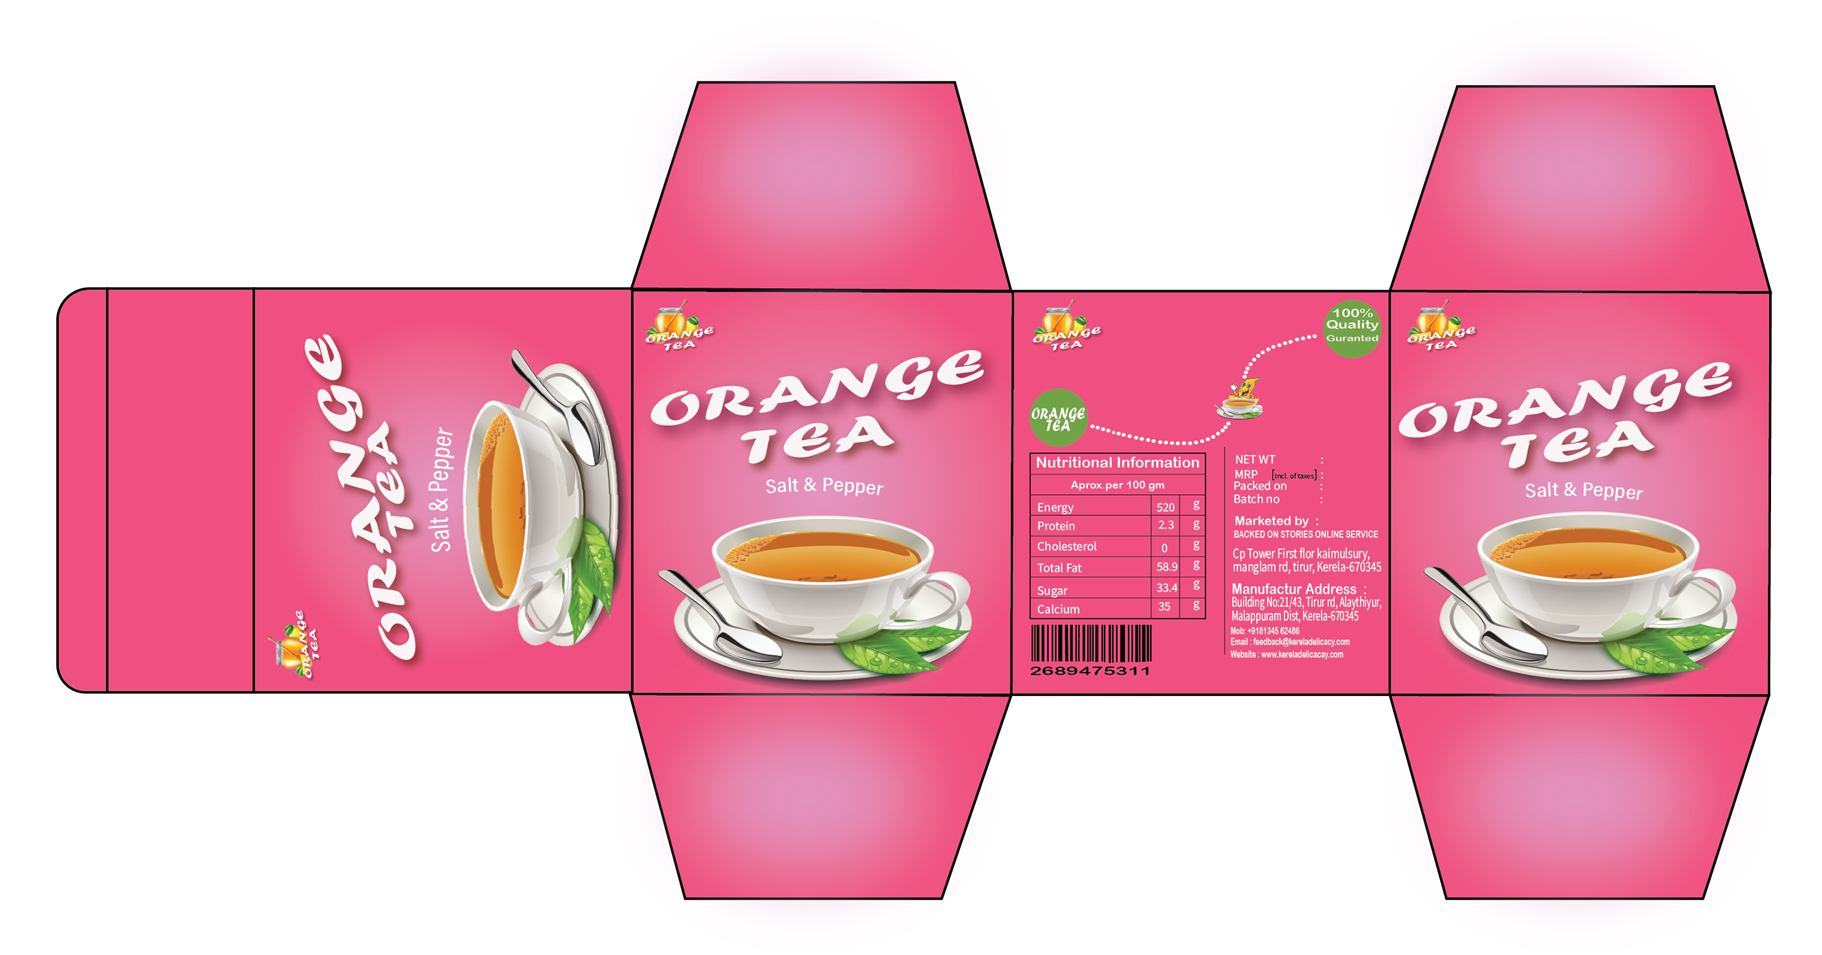 ORANGE
TEA
Salt & Pepper
ORANGE
TEA
ORANGE
TEA
ORANGE
TEA
Salt & Pepper
ORANGE
TEA
100%
Quality
Guranted
ORANGE
TEA
Nutritional Information
Aprox.per 100 gm
Energy 520 g
Protein 2.3 g
Cholesterol 0 g
Total Fat 58.9 g
Sugar 33.4 g
Calcium 35 g
2689475311
NET WT :
MRP [Incl. of taxes] :
Packed on :
Batch no :
Marketed by :
BACKED ON STORIES ONLINE SERVICE
Cp Tower First flor kaimulsury,
manglam rd, tirur, Kerela-670345
Manufactur Address :
Building No:21/43, Tirur rd, Alaythiyur,
Malappuram Dist, Kerela-670345
Mob: +9181345 62486
Email : feedback@kereladelicacy.com
Website : www.kereladelicacay.com
ORANGE
TEA
ORANGE
TEA
Salt & Pepper